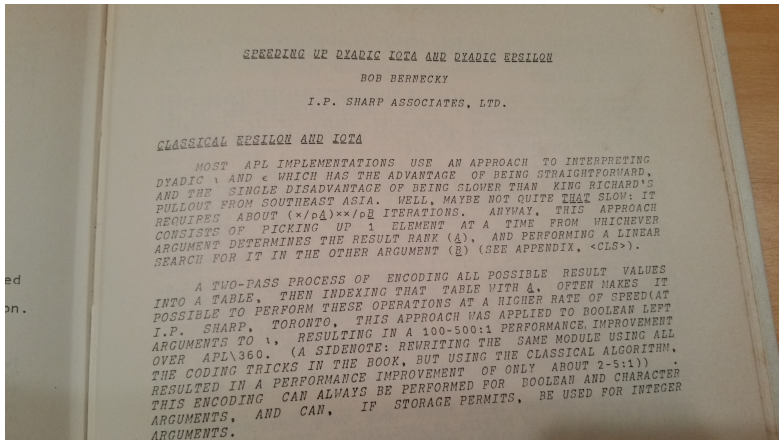 SPEEDING UP DYADIC IOTA AND DYADIC EPSILON
BOB BERNECKY
I.P. SHARP ASSOCIATES, LTD.
CLASSICAL EPSILON AND IOTA
MOST APL IMPLEMENTATIONS USE AN APPROACH TO INTERPRETING
DYADIC ⍳ AND ∊ WHICH HAS THE ADVANTAGE OF BEING STRAIGHTFORWARD,
AND THE SINGLE DISADVANTAGE OF BEING SLOWER THAN KING RICHARD'S
PULLOUT FROM SOUTHEAST ASIA. WELL, MAYBE NOT QUITE THAT SLOW: IT
REQUIRES ABOUT (×/⍴A)××/⍴B ITERATIONS. ANYWAY, THIS APPROACH
CONSISTS OF PICKING UP 1 ELEMENT AT A TIME FROM WHICHEVER
ARGUMENT DETERMINES THE RESULT RANK (A), AND PERFORMING A LINEAR
SEARCH FOR IT IN THE OTHER ARGUMENT (B) (SEE APPENDIX, <CLS>).
A TWO-PASS PROCESS OF ENCODING ALL POSSIBLE RESULT VALUES
INTO A TABLE, THEN INDEXING THAT TABLE WITH A, OFTEN MAKES IT
POSSIBLE TO PERFORM THESE OPERATIONS AT A HIGHER RATE OF SPEED(AT
I.P. SHARP, TORONTO, THIS APPROACH WAS APPLIED TO BOOLEAN LEFT
ARGUMENTS TO ⍳, RESULTING IN A 100-500:1 PERFORMANCE IMPROVEMENT
OVER APL\360. (A SIDENOTE: REWRITING THE SAME MODULE USING ALL
THE CODING TRICKS IN THE BOOK, BUT USING THE CLASSICAL ALGORITHM,
RESULTED IN A PERFORMANCE IMPROVEMENT OF ONLY ABOUT 2-5:1)) .
THIS ENCODING CAN ALWAYS BE PERFORMED FOR BOOLEAN AND CHARACTER
ARGUMENTS, AND CAN, IF STORAGE PERMITS, BE USED FOR INTEGER
ARGUMENTS.
ed
on.